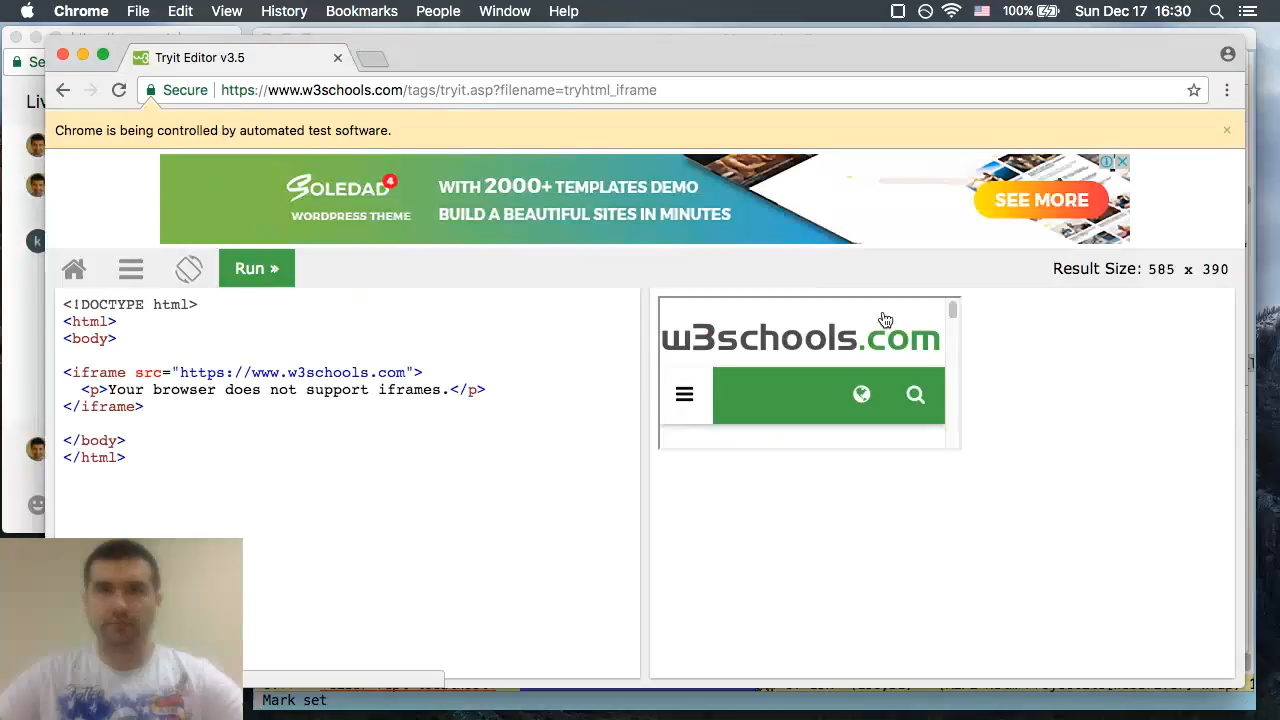 Chrome File Edit View History Bookmarks People Window Help 100% Sun Dec 17 16:30
Se
Tryit Editor v3.5
Secure https://www.w3schools.com/tags/tryit.asp?filename=tryhtml_iframe
Liv
Chrome is being controlled by automated test software.
SOLEDAD 4
WORDPRESS THEME
WITH 2000+ TEMPLATES DEMO
BUILD A BEAUTIFUL SITES IN MINUTES
SEE MORE
k
Run »
Result Size: 585 x 390
<!DOCTYPE html>
<html>
<body>
<iframe src="https://www.w3schools.com">
<p>Your browser does not support iframes.</p>
</iframe>
</body>
</html>
w3schools.com
Mark set